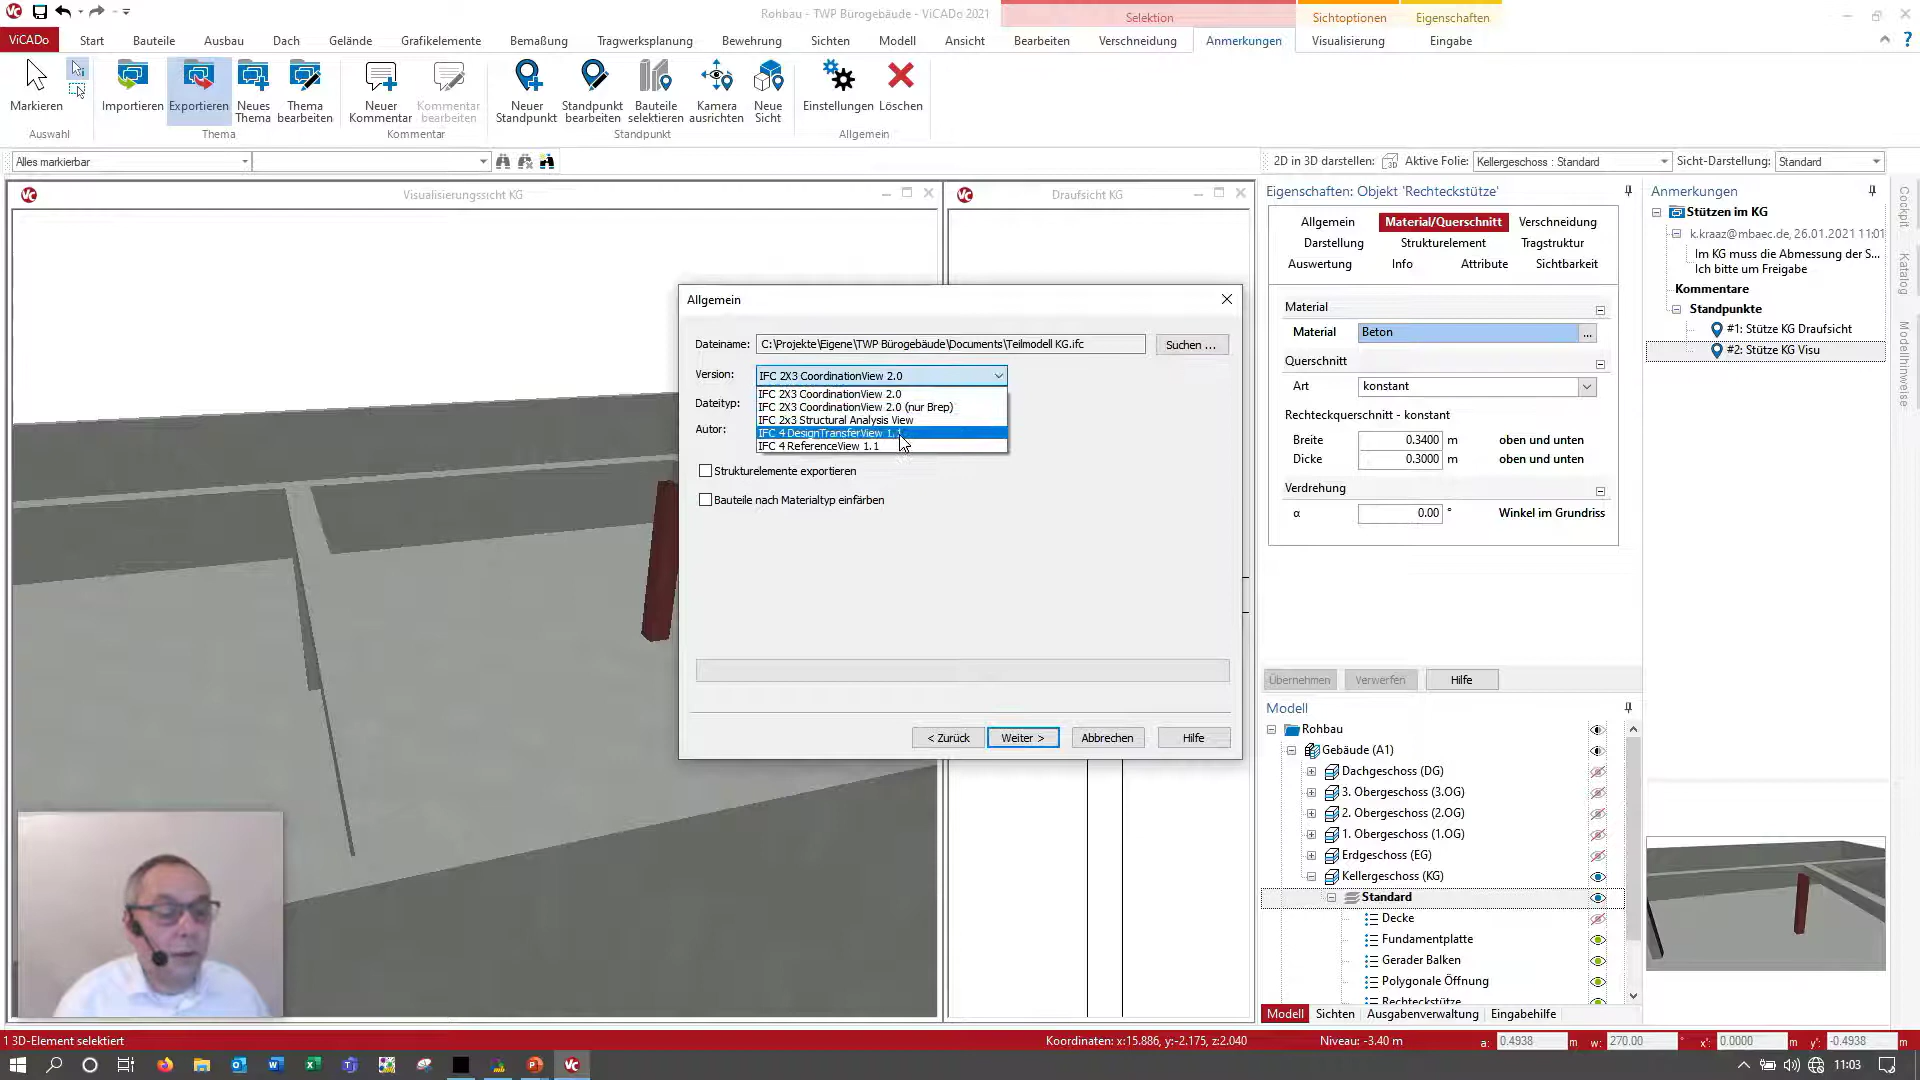 Rohbau - TWP Bürogebäude - ViCADo 2021
Selektion
Sichtoptionen
Eigenschaften
ViCADo
Start
Bauteile
Ausbau
Dach
Gelände
Grafikelemente
Bemaßung
Tragwerksplanung
Bewehrung
Sichten
Modell
Ansicht
Bearbeiten
Verschneidung
Anmerkungen
Visualisierung
Eingabe
Markieren
Importieren
Exportieren
Neues Thema
Thema bearbeiten
Neuer Kommentar
Kommentar bearbeiten
Neuer Standpunkt
Standpunkt bearbeiten
Bauteile selektieren
Kamera ausrichten
Neue Sicht
Einstellungen
Löschen
Auswahl
Thema
Kommentar
Standpunkt
Allgemein
Alles markierbar
2D in 3D darstellen:
Aktive Folie:
Kellergeschoss : Standard
Sicht-Darstellung:
Standard
Visualisierungssicht KG
Draufsicht KG
Allgemein
Dateiname:
C:\Projekte\Eigene\TWP Bürogebäude\Documents\Teilmodell KG.ifc
Suchen ...
Version:
IFC 2X3 CoordinationView 2.0
IFC 2X3 CoordinationView 2.0
IFC 2X3 CoordinationView 2.0 (nur Brep)
IFC 2x3 Structural Analysis View
IFC 4 DesignTransferView 1.1
IFC 4 ReferenceView 1.1
Dateityp:
Autor:
Strukturelemente exportieren
Bauteile nach Materialtyp einfärben
< Zurück
Weiter >
Abbrechen
Hilfe
Eigenschaften: Objekt 'Rechteckstütze'
Allgemein
Material/Querschnitt
Verschneidung
Darstellung
Strukturelement
Tragstruktur
Auswertung
Info
Attribute
Sichtbarkeit
Material
Material
Beton
...
Querschnitt
Art
konstant
Rechteckquerschnitt - konstant
Breite 0.3400 m oben und unten
Dicke 0.3000 m oben und unten
Verdrehung
α 0.00 ° Winkel im Grundriss
Übernehmen
Verwerfen
Hilfe
Modell
Rohbau
Gebäude (A1)
Dachgeschoss (DG)
3. Obergeschoss (3.OG)
2. Obergeschoss (2.OG)
1. Obergeschoss (1.OG)
Erdgeschoss (EG)
Kellergeschoss (KG)
Standard
Decke
Fundamentplatte
Gerader Balken
Polygonale Öffnung
Rechteckstütze
Modell
Sichten
Ausgabenverwaltung
Eingabehilfe
Anmerkungen
Stützen im KG
k.kraaz@mbaec.de, 26.01.2021 11:01
Im KG muss die Abmessung der S...
Ich bitte um Freigabe
Kommentare
Standpunkte
#1: Stütze KG Draufsicht
#2: Stütze KG Visu
Cockpit
Katalog
Modellhinweise
1 3D-Element selektiert
Koordinaten: x:15.886, y:-2.175, z:2.040
Niveau: -3.40 m
a: 0.4938 m
w: 270.00 °
x': 0.0000 m
y': -0.4938 m
11:03